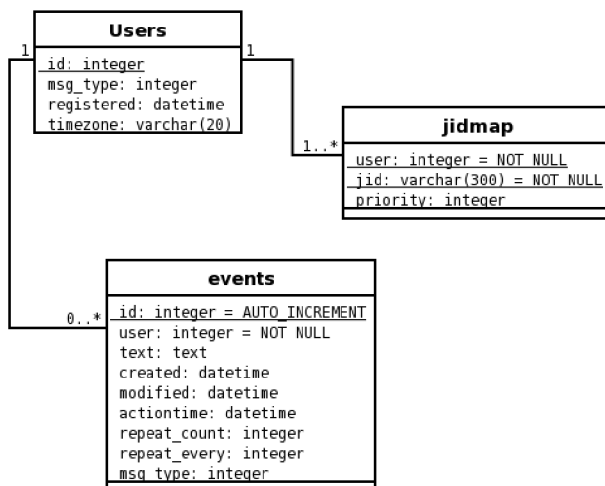 Users
1
1
id: integer
msg_type: integer
registered: datetime
timezone: varchar(20)
jidmap
1..*
user: integer = NOT NULL
jid: varchar(300) = NOT NULL
priority: integer
events
id: integer = AUTO_INCREMENT
0..*
user: integer = NOT NULL
text: text
created: datetime
modified: datetime
actiontime: datetime
repeat_count: integer
repeat_every: integer
msg_type: integer